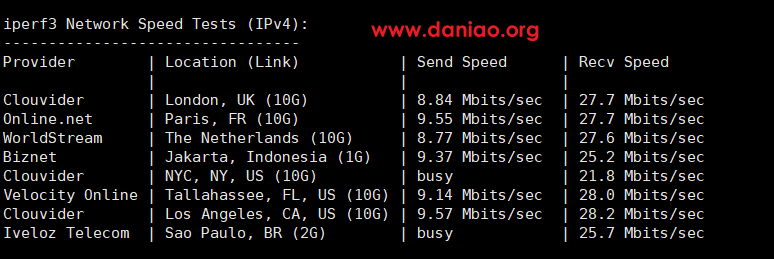 iperf3 Network Speed Tests (IPv4):
www.daniao.org
---------------------------------
Provider | Location (Link) | Send Speed | Recv Speed
| | |
Clouvider | London, UK (10G) | 8.84 Mbits/sec | 27.7 Mbits/sec
Online.net | Paris, FR (10G) | 9.55 Mbits/sec | 27.7 Mbits/sec
WorldStream | The Netherlands (10G) | 8.77 Mbits/sec | 27.6 Mbits/sec
Biznet | Jakarta, Indonesia (1G) | 9.37 Mbits/sec | 25.2 Mbits/sec
Clouvider | NYC, NY, US (10G) | busy | 21.8 Mbits/sec
Velocity Online | Tallahassee, FL, US (10G) | 9.14 Mbits/sec | 28.0 Mbits/sec
Clouvider | Los Angeles, CA, US (10G) | 9.57 Mbits/sec | 28.2 Mbits/sec
Iveloz Telecom | Sao Paulo, BR (2G) | busy | 25.7 Mbits/sec